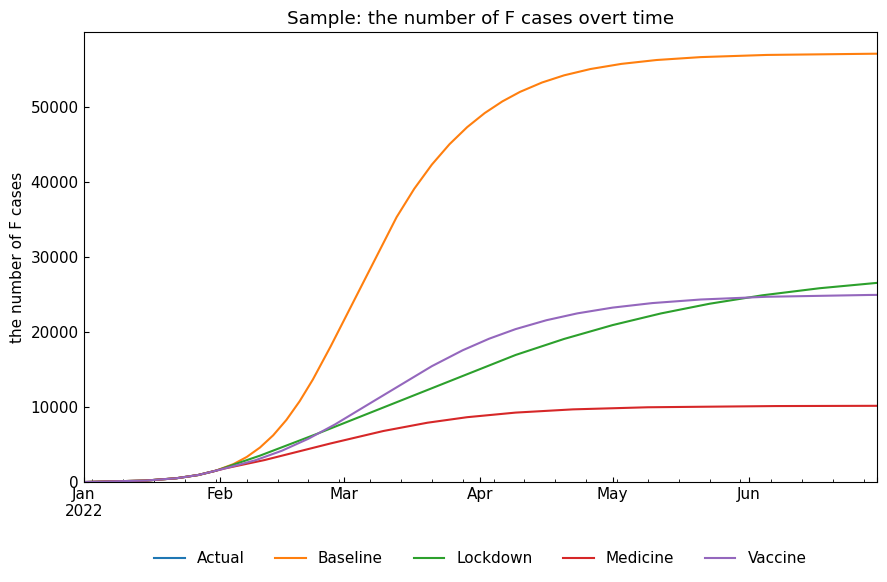 Sample: the number of F cases overt time
the number of F cases
50000
40000
30000
20000
10000
0
Jan Feb Mar Apr May Jun
2022
Actual Baseline Lockdown Medicine Vaccine